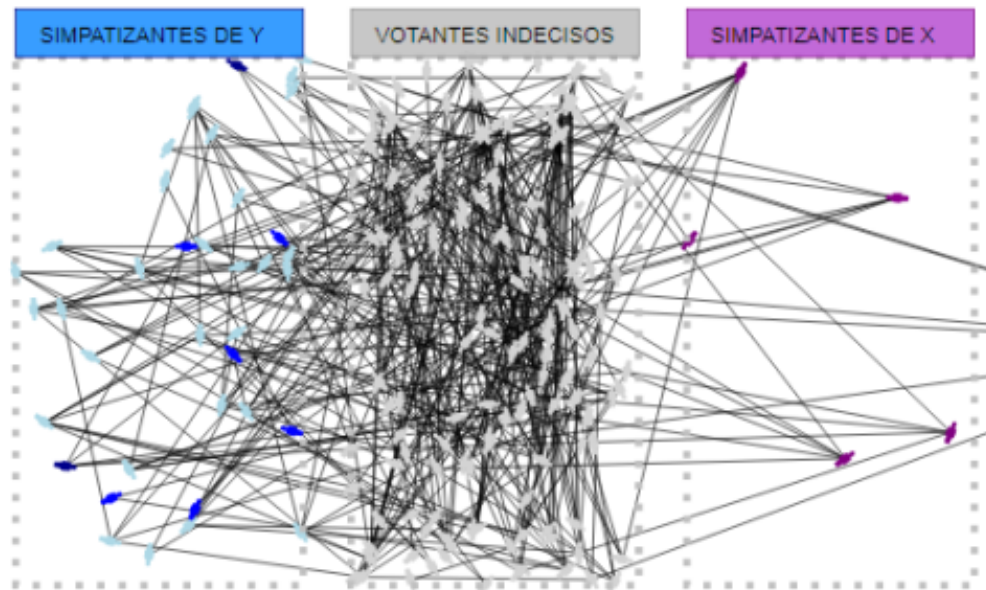 SIMPATIZANTES DE Y
VOTANTES INDECISOS
SIMPATIZANTES DE X